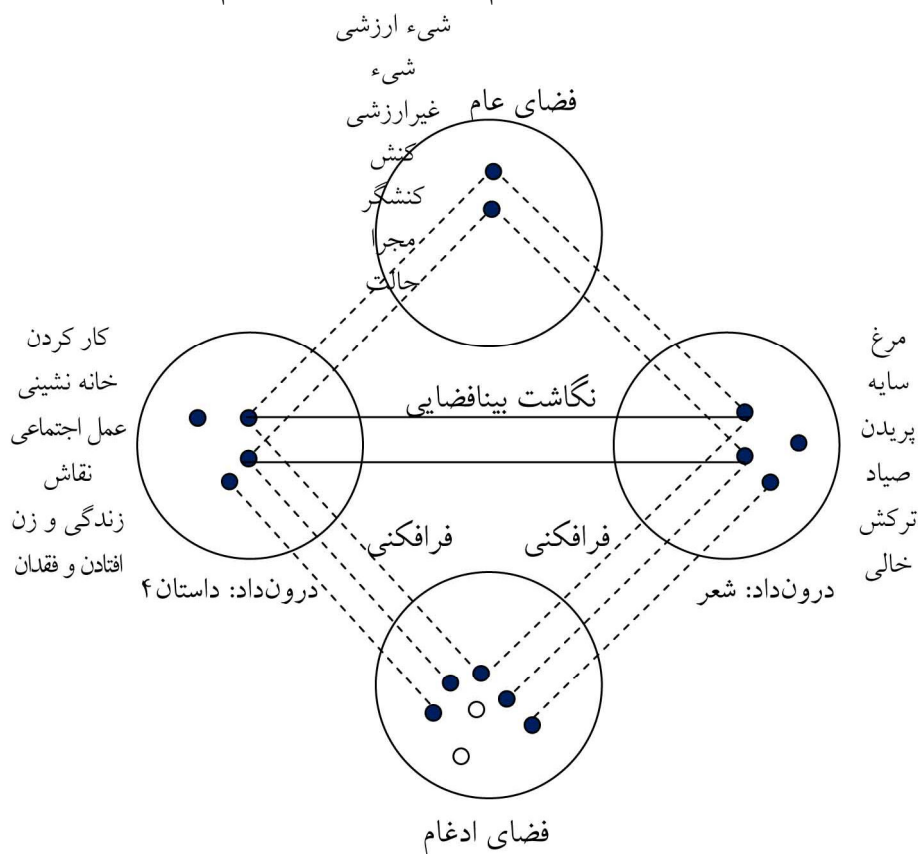 شیء ارزشی
شیء
غیرارزشی
کنش
کنشگر
مجرا
حالت
فضای عام
مرغ
سایه
پریدن
صیاد
ترکش
خالی
کار کردن
خانه نشینی
عمل اجتماعی
نقاش
زندگی و زن
افتادن و فقدان
نگاشت بینافضایی
فرافکنی
فرافکنی
درون‌داد: شعر
درون‌داد: داستان۴
فضای ادغام